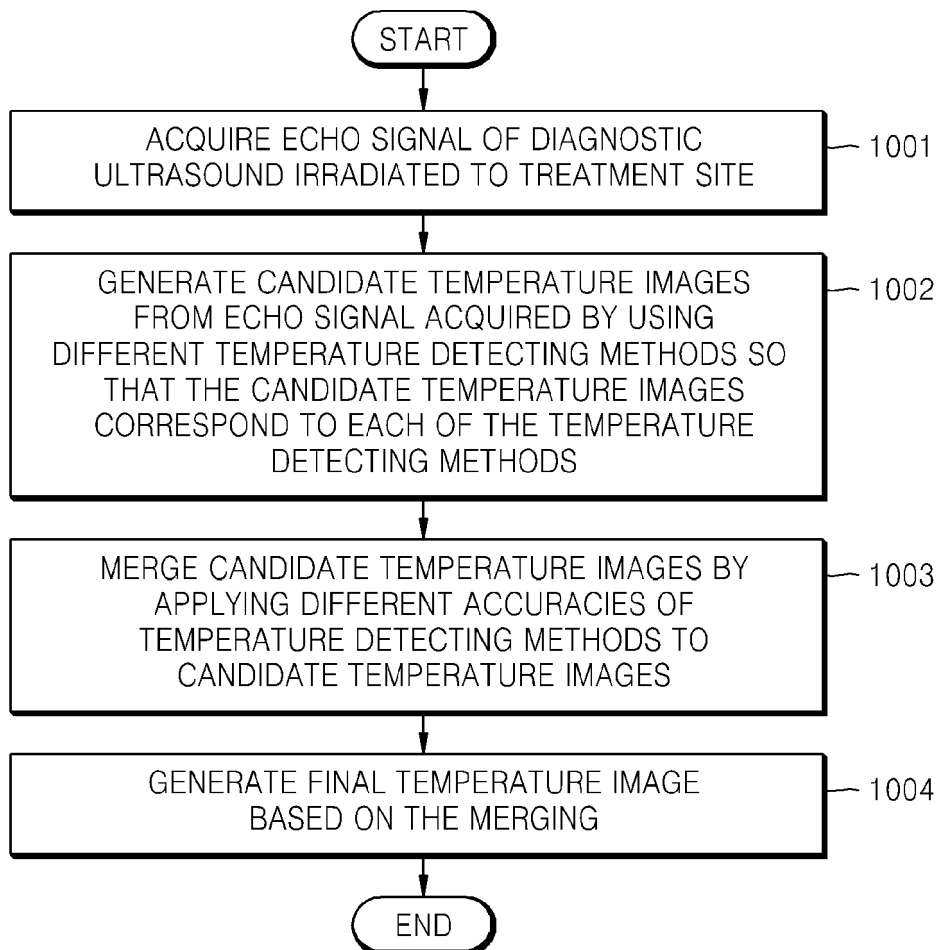 START
ACQUIRE ECHO SIGNAL OF DIAGNOSTIC
ULTRASOUND IRRADIATED TO TREATMENT SITE
1001
GENERATE CANDIDATE TEMPERATURE IMAGES
FROM ECHO SIGNAL ACQUIRED BY USING
DIFFERENT TEMPERATURE DETECTING METHODS SO
THAT THE CANDIDATE TEMPERATURE IMAGES
CORRESPOND TO EACH OF THE TEMPERATURE
DETECTING METHODS
1002
MERGE CANDIDATE TEMPERATURE IMAGES BY
APPLYING DIFFERENT ACCURACIES OF
TEMPERATURE DETECTING METHODS TO
CANDIDATE TEMPERATURE IMAGES
1003
GENERATE FINAL TEMPERATURE IMAGE
BASED ON THE MERGING
1004
END